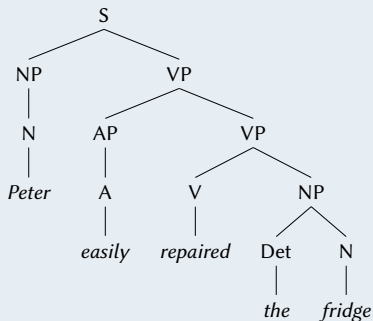 S
NP VP
N AP VP
Peter A V NP
easily repaired Det N
the fridge